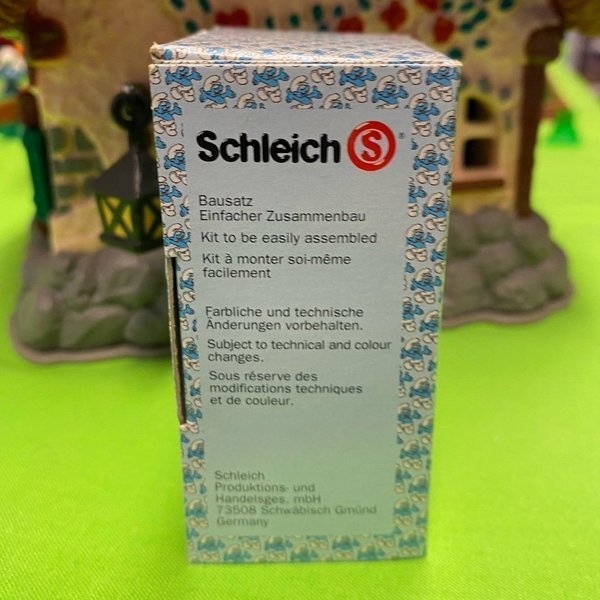 Schleich S®
Bausatz
Einfacher Zusammenbau
Kit to be easily assembled
Kit à monter soi-même
facilement
Farbliche und technische
Änderungen vorbehalten.
Subject to technical and colour
changes.
Sous réserve des
modifications techniques
et de couleur.
Schleich
Produktions- und
Handelsges. mbH
73508 Schwäbisch Gmünd
Germany